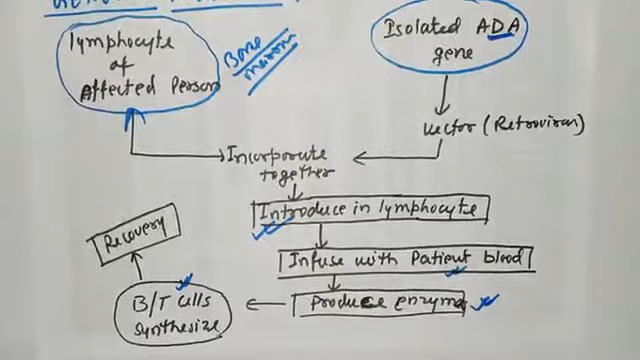 lymphocyte
of
Affected Person
Bone
marrow
Isolated ADA
gene
Vector (Retrovirus)
Incorporate
together
Introduce in lymphocyte
Infuse with Patient blood
Produce enzyme
B/T cells
synthesize
Recovery